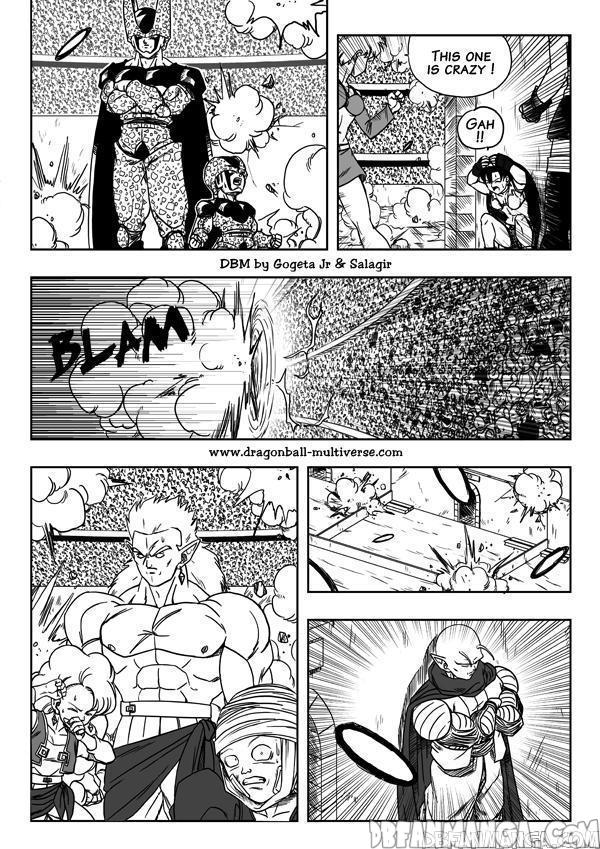 THIS ONE
IS CRAZY !
GAH
!!
DBM by Gogeta Jr & Salagir
BLAM
www.dragonball-multiverse.com